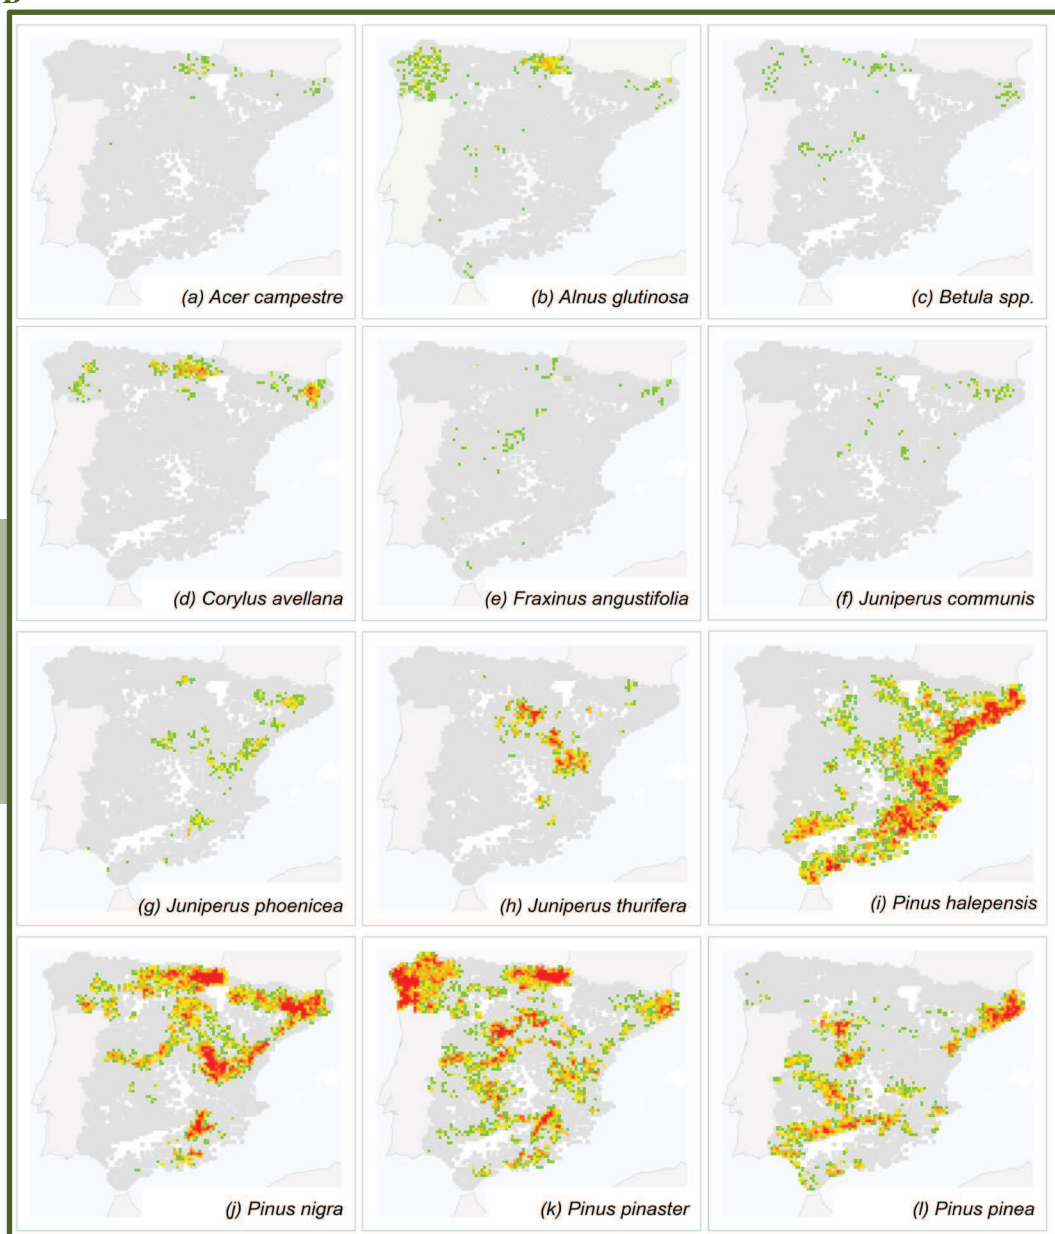 (a) Acer campestre
(b) Alnus glutinosa
(c) Betula spp.
(d) Corylus avellana
(e) Fraxinus angustifolia
(f) Juniperus communis
(g) Juniperus phoenicea
(h) Juniperus thurifera
(i) Pinus halepensis
(j) Pinus nigra
(k) Pinus pinaster
(l) Pinus pinea